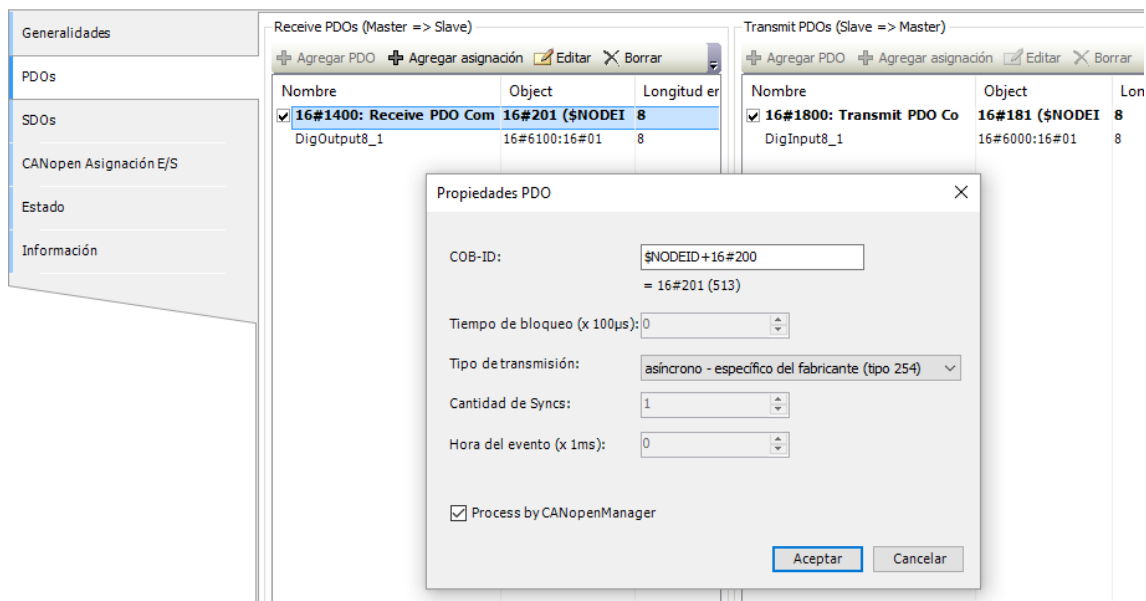 Generalidades
PDOs
SDOs
CANopen Asignación E/S
Estado
Información
Receive PDOs (Master => Slave)
Agregar PDO Agregar asignación Editar Borrar
Nombre Object Longitud er
16#1400: Receive PDO Com 16#201 ($NODEI 8
DigOutput8_1 16#6100:16#01 8
Transmit PDOs (Slave => Master)
Agregar PDO Agregar asignación Editar Borrar
Nombre Object Lon
16#1800: Transmit PDO Co 16#181 ($NODEI 8
DigInput8_1 16#6000:16#01 8
Propiedades PDO
COB-ID: $NODEID+16#200
= 16#201 (513)
Tiempo de bloqueo (x 100µs): 0
Tipo de transmisión: asíncrono - específico del fabricante (tipo 254)
Cantidad de Syncs: 1
Hora del evento (x 1ms): 0
Process by CANopenManager
Aceptar Cancelar